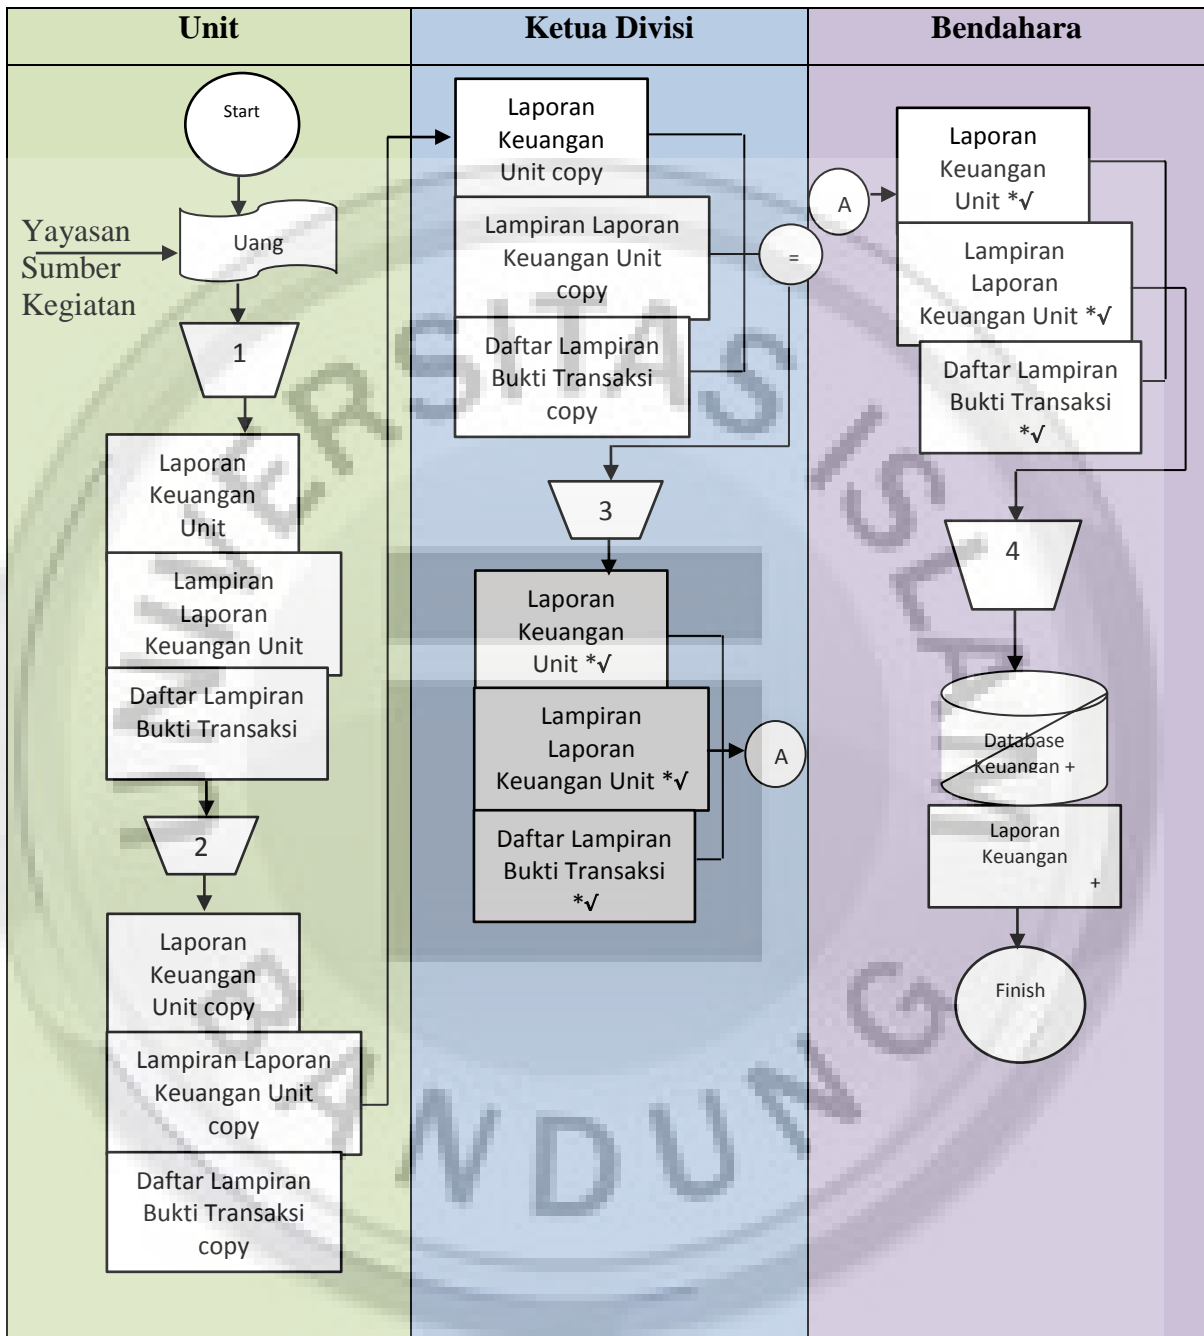 Unit
Ketua Divisi
Bendahara
Start
Yayasan
Sumber
Kegiatan
Uang
1
Laporan
Keuangan
Unit
Lampiran
Laporan
Keuangan Unit
Daftar Lampiran
Bukti Transaksi
2
Laporan
Keuangan
Unit copy
Lampiran Laporan
Keuangan Unit
copy
Daftar Lampiran
Bukti Transaksi
copy
Laporan
Keuangan
Unit copy
Lampiran Laporan
Keuangan Unit
copy
Daftar Lampiran
Bukti Transaksi
copy
=
3
Laporan
Keuangan
Unit *√
Lampiran
Laporan
Keuangan Unit *√
Daftar Lampiran
Bukti Transaksi
*√
A
A
Laporan
Keuangan
Unit *√
Lampiran
Laporan
Keuangan Unit *√
Daftar Lampiran
Bukti Transaksi
*√
4
Database
Keuangan +
Laporan
Keuangan
+
Finish
UNIVERSITAS ISLAM
BANDUNG